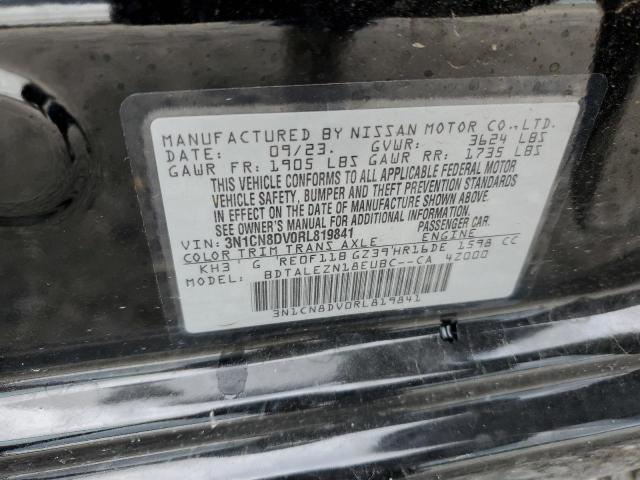 MANUFACTURED BY NISSAN MOTOR CO.,LTD.
DATE: 09/23. GVWR: 3624 LBS
GAWR FR: 1905 LBS GAWR RR: 1735 LBS
THIS VEHICLE CONFORMS TO ALL APPLICABLE FEDERAL MOTOR
VEHICLE SAFETY, BUMPER AND THEFT PREVENTION STANDARDS
IN EFFECT ON THE DATE OF MANUFACTURE SHOWN ABOVE.
SEE OWNER'S MANUAL FOR ADDITIONAL INFORMATION
VIN: 3N1CN8DV0RL819841 PASSENGER CAR.
COLOR TRIM TRANS AXLE ENGINE
KH3 G RE0F11B GZ39 HR16DE 1598 CC
MODEL: BDTALEZN18EUBC--CA 4Z000
3N1CN8DV0RL819841